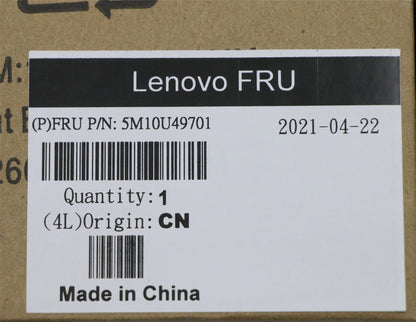 Lenovo FRU
(P)FRU P/N: 5M10U49701
2021-04-22
Quantity: 1
(4L)Origin: CN
Made in China